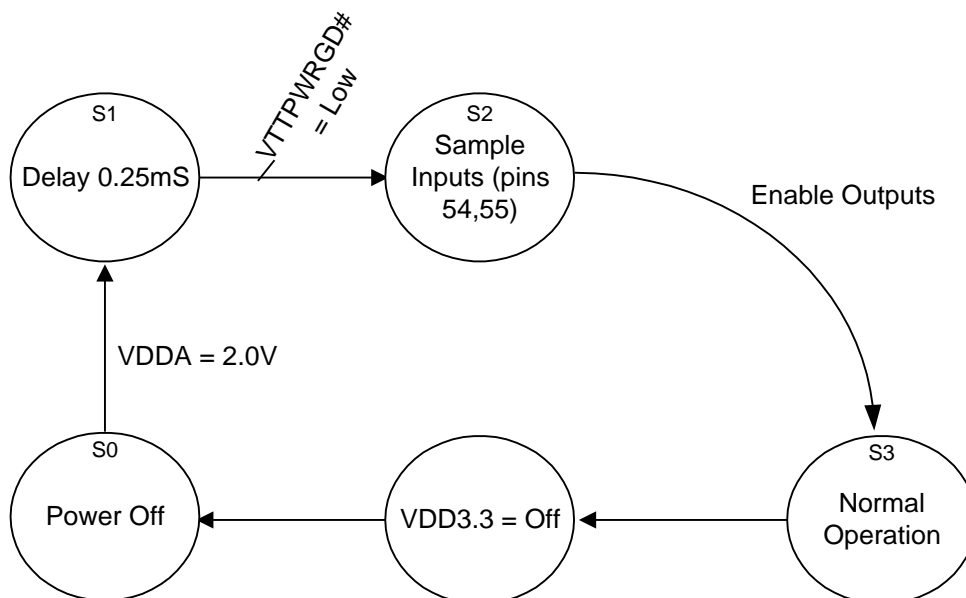 S1
Delay 0.25mS
VTTPWRGD#
= Low
S2
Sample
Inputs (pins
54,55)
Enable Outputs
VDDA = 2.0V
S0
Power Off
VDD3.3 = Off
S3
Normal
Operation